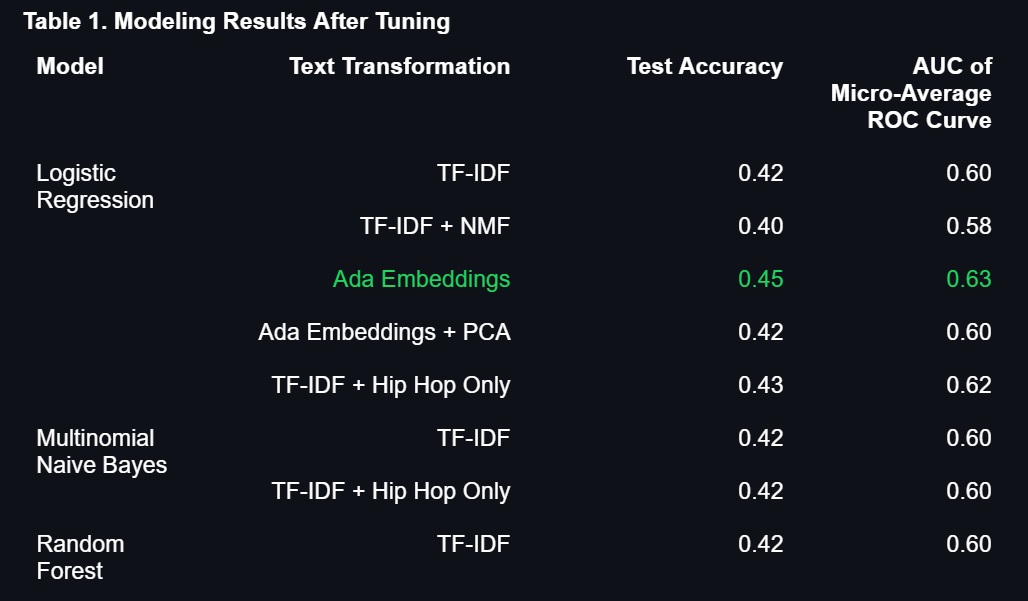 Table 1. Modeling Results After Tuning
Model Text Transformation Test Accuracy AUC of
Micro-Average
ROC Curve
Logistic TF-IDF 0.42 0.60
Regression
TF-IDF + NMF 0.40 0.58
Ada Embeddings 0.45 0.63
Ada Embeddings + PCA 0.42 0.60
TF-IDF + Hip Hop Only 0.43 0.62
Multinomial TF-IDF 0.42 0.60
Naive Bayes
TF-IDF + Hip Hop Only 0.42 0.60
Random TF-IDF 0.42 0.60
Forest